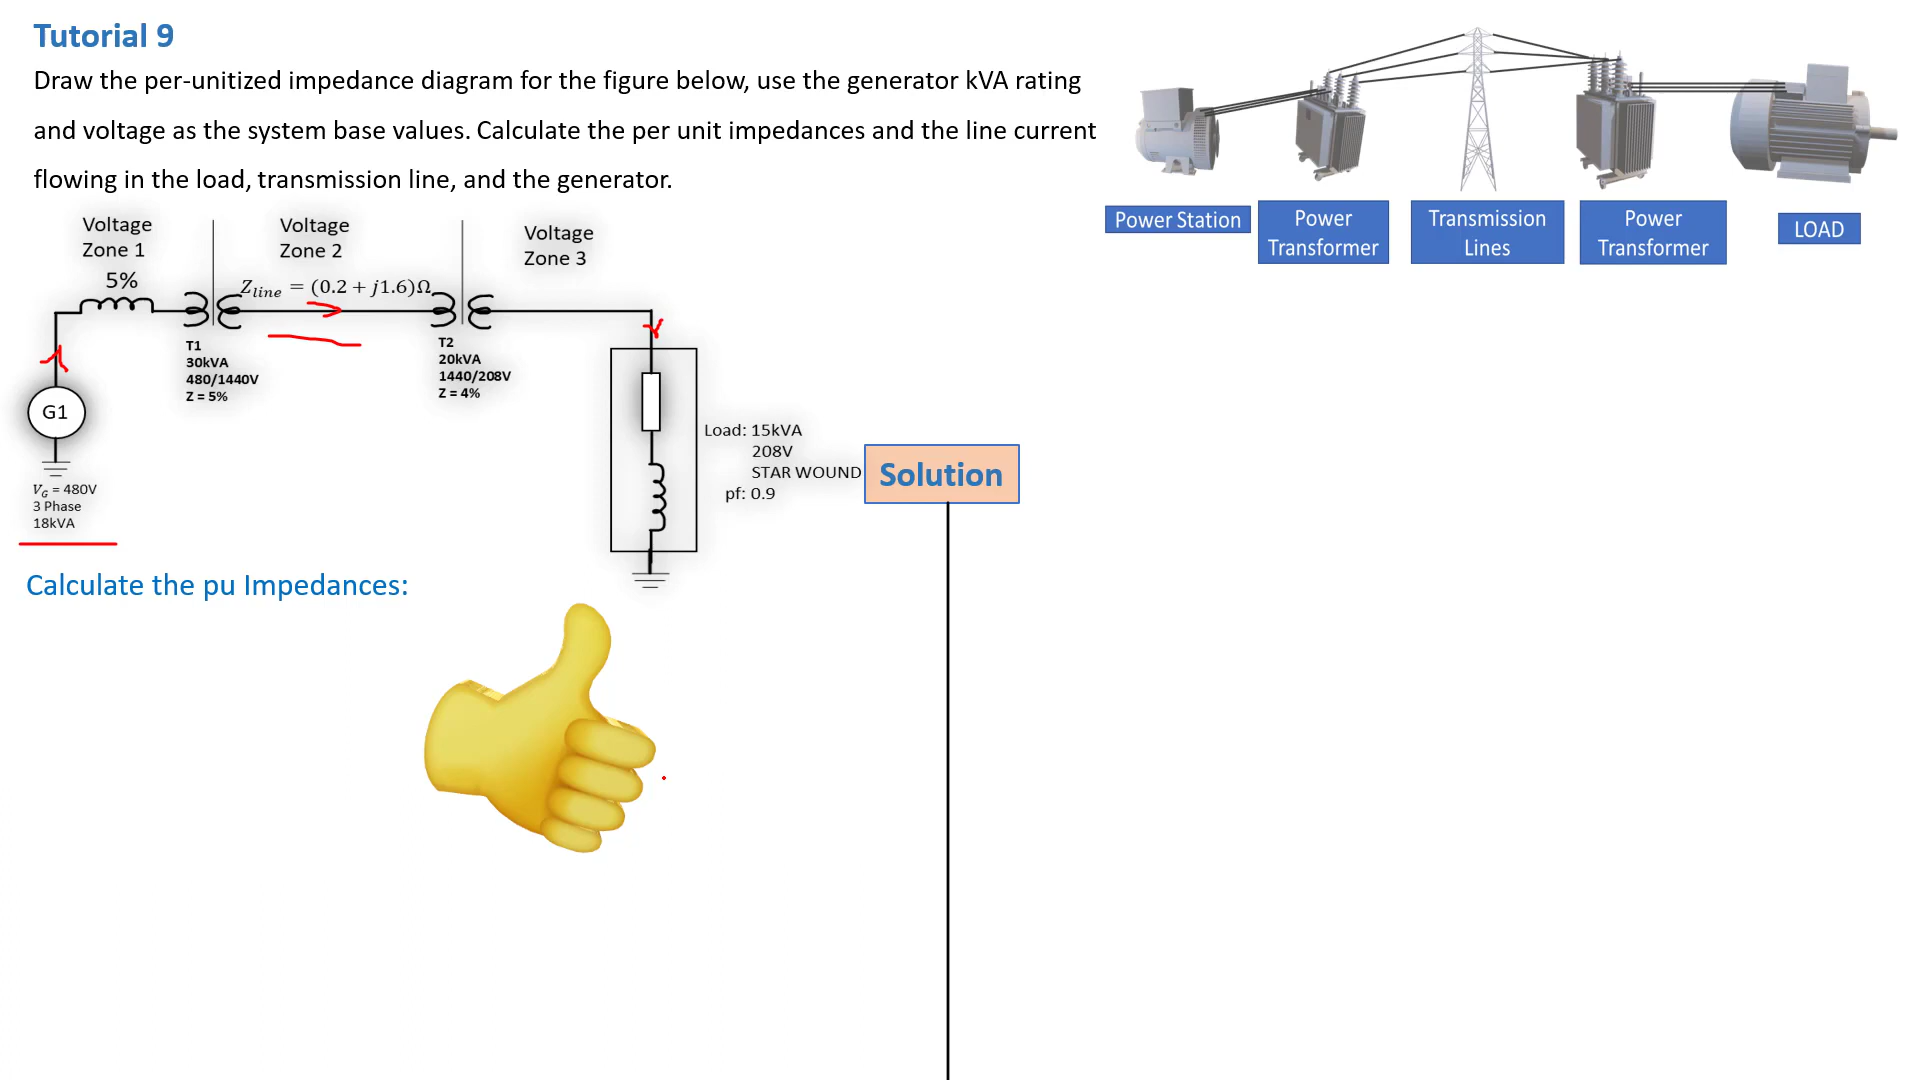 Tutorial 9
Draw the per-unitized impedance diagram for the figure below, use the generator kVA rating
and voltage as the system base values. Calculate the per unit impedances and the line current
flowing in the load, transmission line, and the generator.
Power Station
Power
Transformer
Transmission
Lines
Power
Transformer
LOAD
Voltage
Zone 1
Voltage
Zone 2
Voltage
Zone 3
5%
Z_line = (0.2 + j1.6)Ω
T1
30kVA
480/1440V
Z = 5%
T2
20kVA
1440/208V
Z = 4%
G1
V_G = 480V
3 Phase
18kVA
Load: 15kVA
208V
STAR WOUND
pf: 0.9
Solution
Calculate the pu Impedances: